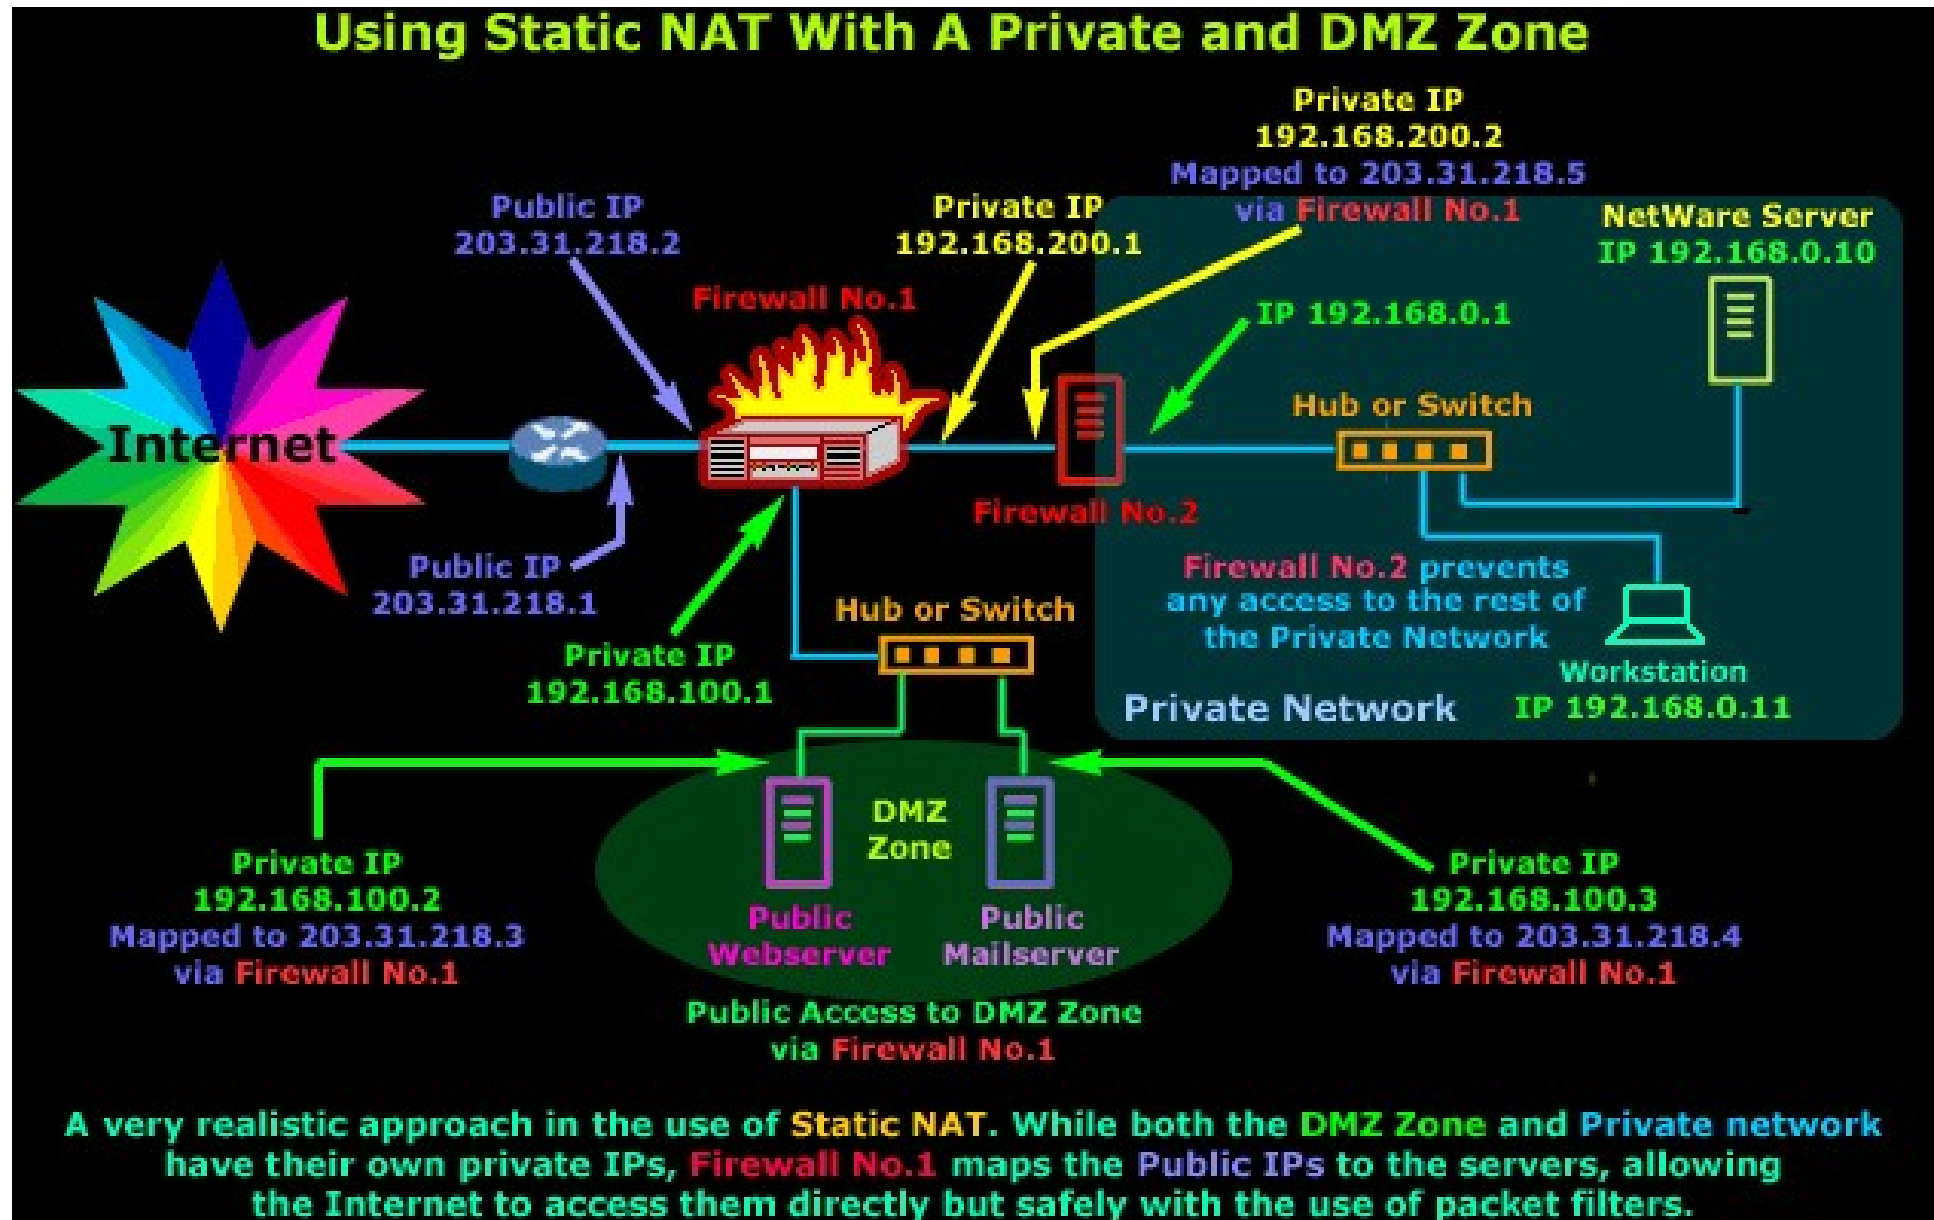 Using Static NAT With A Private and DMZ Zone
Private IP
192.168.200.2
Mapped to 203.31.218.5
via Firewall No.1
Public IP
203.31.218.2
Private IP
192.168.200.1
NetWare Server
IP 192.168.0.10
Firewall No.1
IP 192.168.0.1
Hub or Switch
Internet
Firewall No.2
Public IP
203.31.218.1
Firewall No.2 prevents
any access to the rest of
the Private Network
Hub or Switch
Private IP
192.168.100.1
Workstation
IP 192.168.0.11
Private Network
DMZ
Zone
Private IP
192.168.100.2
Mapped to 203.31.218.3
via Firewall No.1
Public
Webserver
Public
Mailserver
Private IP
192.168.100.3
Mapped to 203.31.218.4
via Firewall No.1
Public Access to DMZ Zone
via Firewall No.1
A very realistic approach in the use of Static NAT. While both the DMZ Zone and Private network
have their own private IPs, Firewall No.1 maps the Public IPs to the servers, allowing
the Internet to access them directly but safely with the use of packet filters.